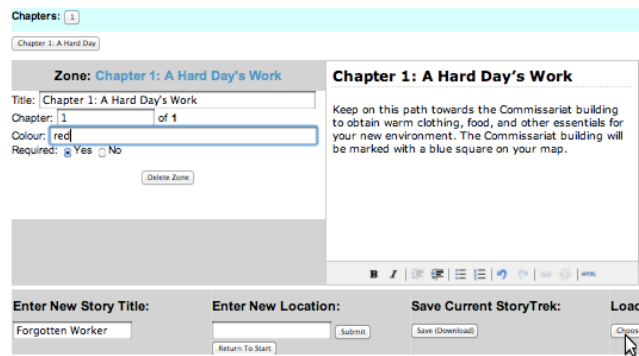 Chapters: 1
Chapter 1: A Hard Day
Zone: Chapter 1: A Hard Day's Work
Title: Chapter 1: A Hard Day's Work
Chapter: 1 of 1
Colour: red
Required: Yes No
Delete Zone
Chapter 1: A Hard Day's Work
Keep on this path towards the Commissariat building
to obtain warm clothing, food, and other essentials for
your new environment. The Commissariat building will
be marked with a blue square on your map.
B I HTML
Enter New Story Title:
Forgotten Worker
Enter New Location:
Submit
Return To Start
Save Current StoryTrek:
Save (Download)
Load
Choos